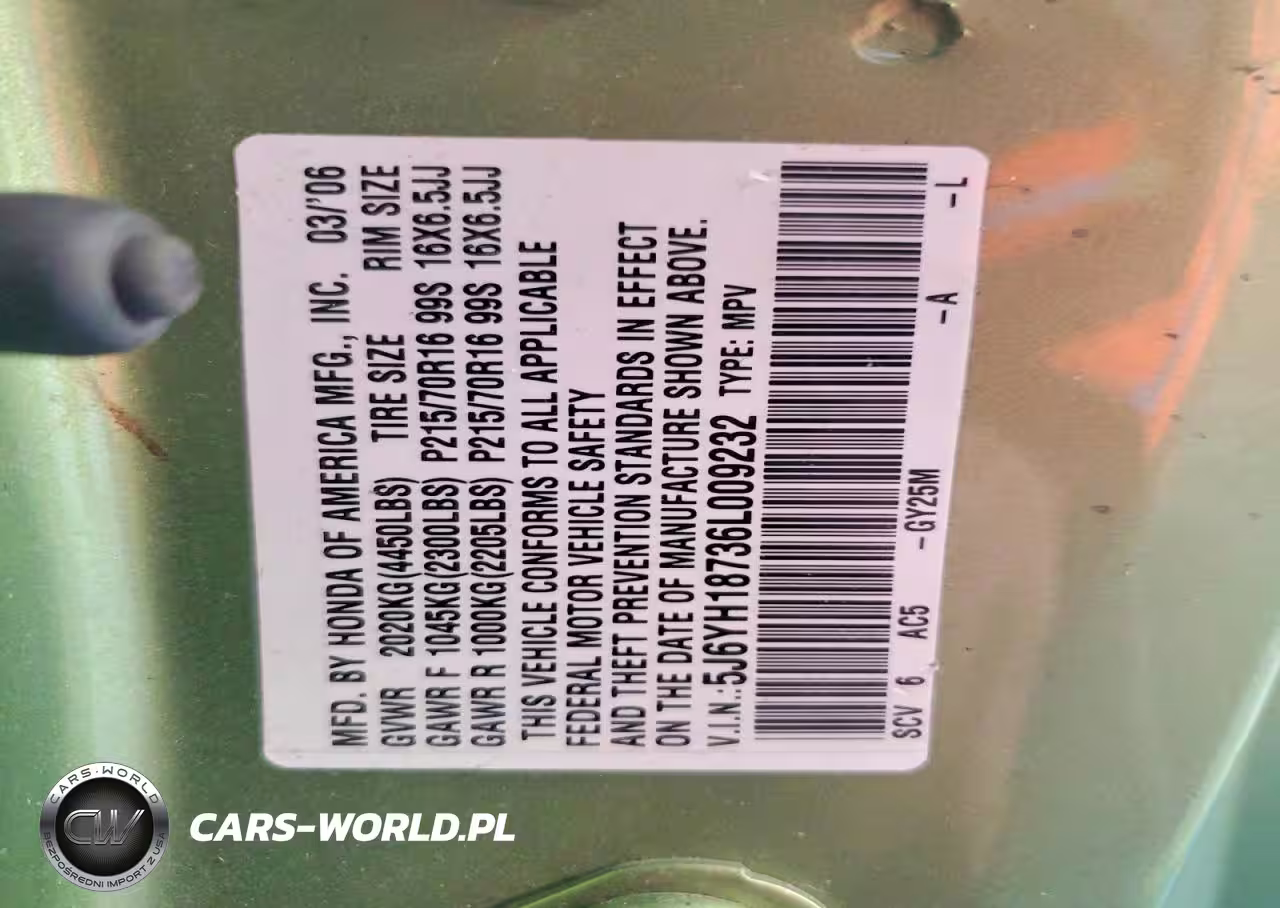 MFD. BY HONDA OF AMERICA MFG., INC. 03/'06
GVWR 2020KG(4450LBS) TIRE SIZE RIM SIZE
GAWR F 1045KG(2300LBS) P215/70R16 99S 16X6.5JJ
GAWR R 1000KG(2205LBS) P215/70R16 99S 16X6.5JJ
THIS VEHICLE CONFORMS TO ALL APPLICABLE
FEDERAL MOTOR VEHICLE SAFETY
AND THEFT PREVENTION STANDARDS IN EFFECT
ON THE DATE OF MANUFACTURE SHOWN ABOVE.
V.I.N.:5J6YH18736L009232 TYPE: MPV
SCV 6 AC5 -GY25M -A -L
CARS-WORLD
CW
BEZPOŚREDNI IMPORT Z USA
CARS-WORLD.PL